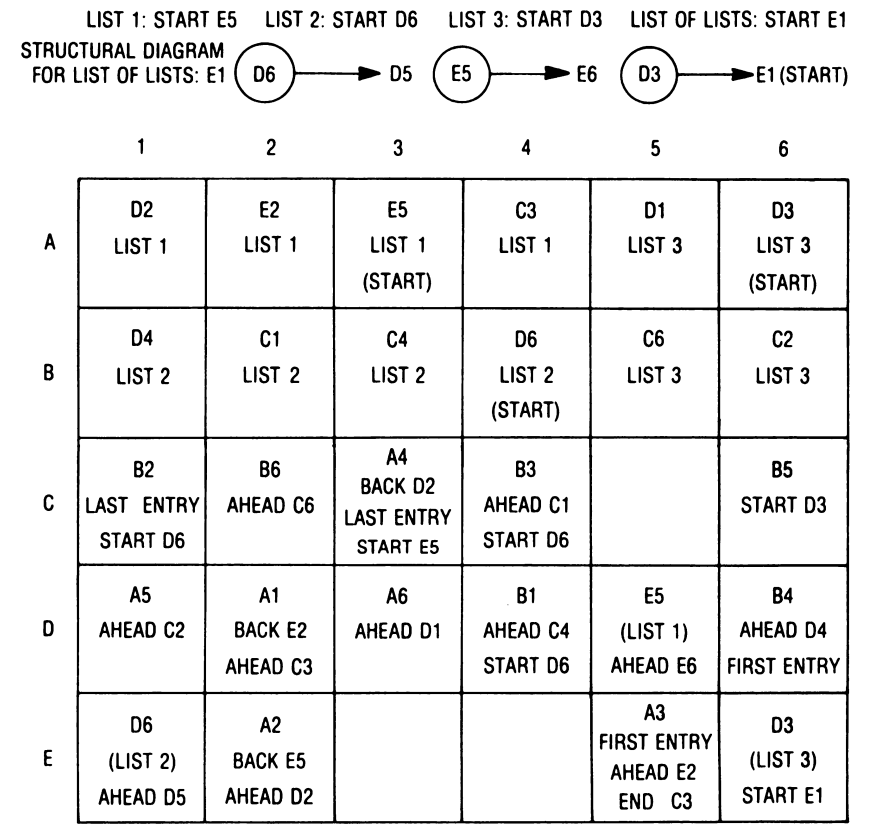 LIST 1: START E5 LIST 2: START D6 LIST 3: START D3 LIST OF LISTS: START E1
STRUCTURAL DIAGRAM
FOR LIST OF LISTS: E1 D6 D5 E5 E6 D3 E1 (START)
1 2 3 4 5 6
A
D2
LIST 1
E2
LIST 1
E5
LIST 1
(START)
C3
LIST 1
D1
LIST 3
D3
LIST 3
(START)
B
D4
LIST 2
C1
LIST 2
C4
LIST 2
D6
LIST 2
(START)
C6
LIST 3
C2
LIST 3
C
B2
LAST ENTRY
START D6
B6
AHEAD C6
A4
BACK D2
LAST ENTRY
START E5
B3
AHEAD C1
START D6
B5
START D3
D
A5
AHEAD C2
A1
BACK E2
AHEAD C3
A6
AHEAD D1
B1
AHEAD C4
START D6
E5
(LIST 1)
AHEAD E6
B4
AHEAD D4
FIRST ENTRY
E
D6
(LIST 2)
AHEAD D5
A2
BACK E5
AHEAD D2
A3
FIRST ENTRY
AHEAD E2
END C3
D3
(LIST 3)
START E1